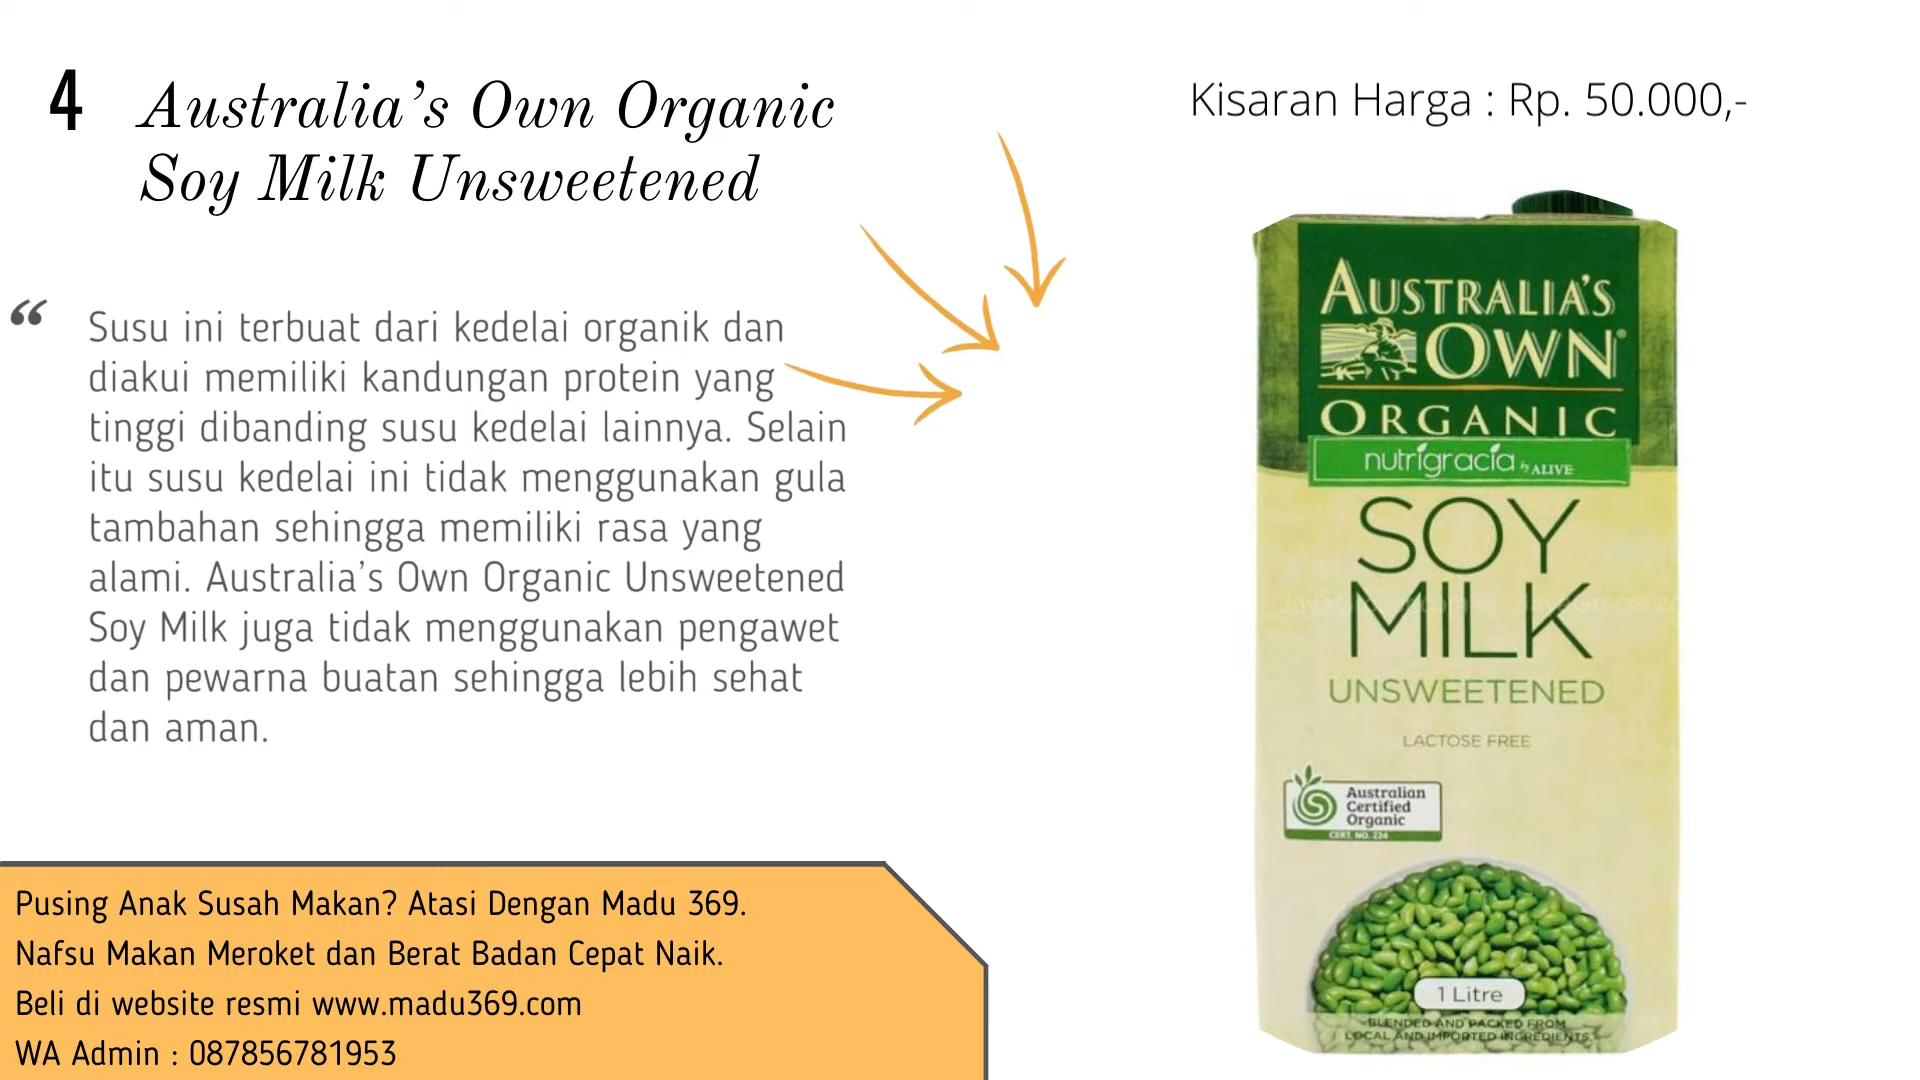 4 Australia's Own Organic
Soy Milk Unsweetened
Kisaran Harga : Rp. 50.000,-
“ Susu ini terbuat dari kedelai organik dan
diakui memiliki kandungan protein yang
tinggi dibanding susu kedelai lainnya. Selain
itu susu kedelai ini tidak menggunakan gula
tambahan sehingga memiliki rasa yang
alami. Australia's Own Organic Unsweetened
Soy Milk juga tidak menggunakan pengawet
dan pewarna buatan sehingga lebih sehat
dan aman.
AUSTRALIA'S
OWN®
ORGANIC
nutrigracia by ALIVE
SOY
MILK
UNSWEETENED
LACTOSE FREE
Australian
Certified
Organic
CERT. NO. 224
1 Litre
BLENDED AND PACKED FROM
LOCAL AND IMPORTED INGREDIENTS.
Pusing Anak Susah Makan? Atasi Dengan Madu 369.
Nafsu Makan Meroket dan Berat Badan Cepat Naik.
Beli di website resmi www.madu369.com
WA Admin : 087856781953